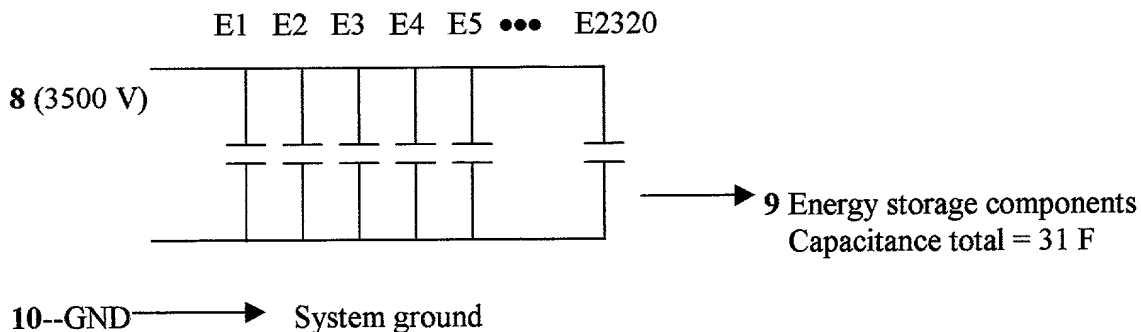 E1 E2 E3 E4 E5 ●●● E2320
8 (3500 V)
9 Energy storage components
Capacitance total = 31 F
10--GND System ground